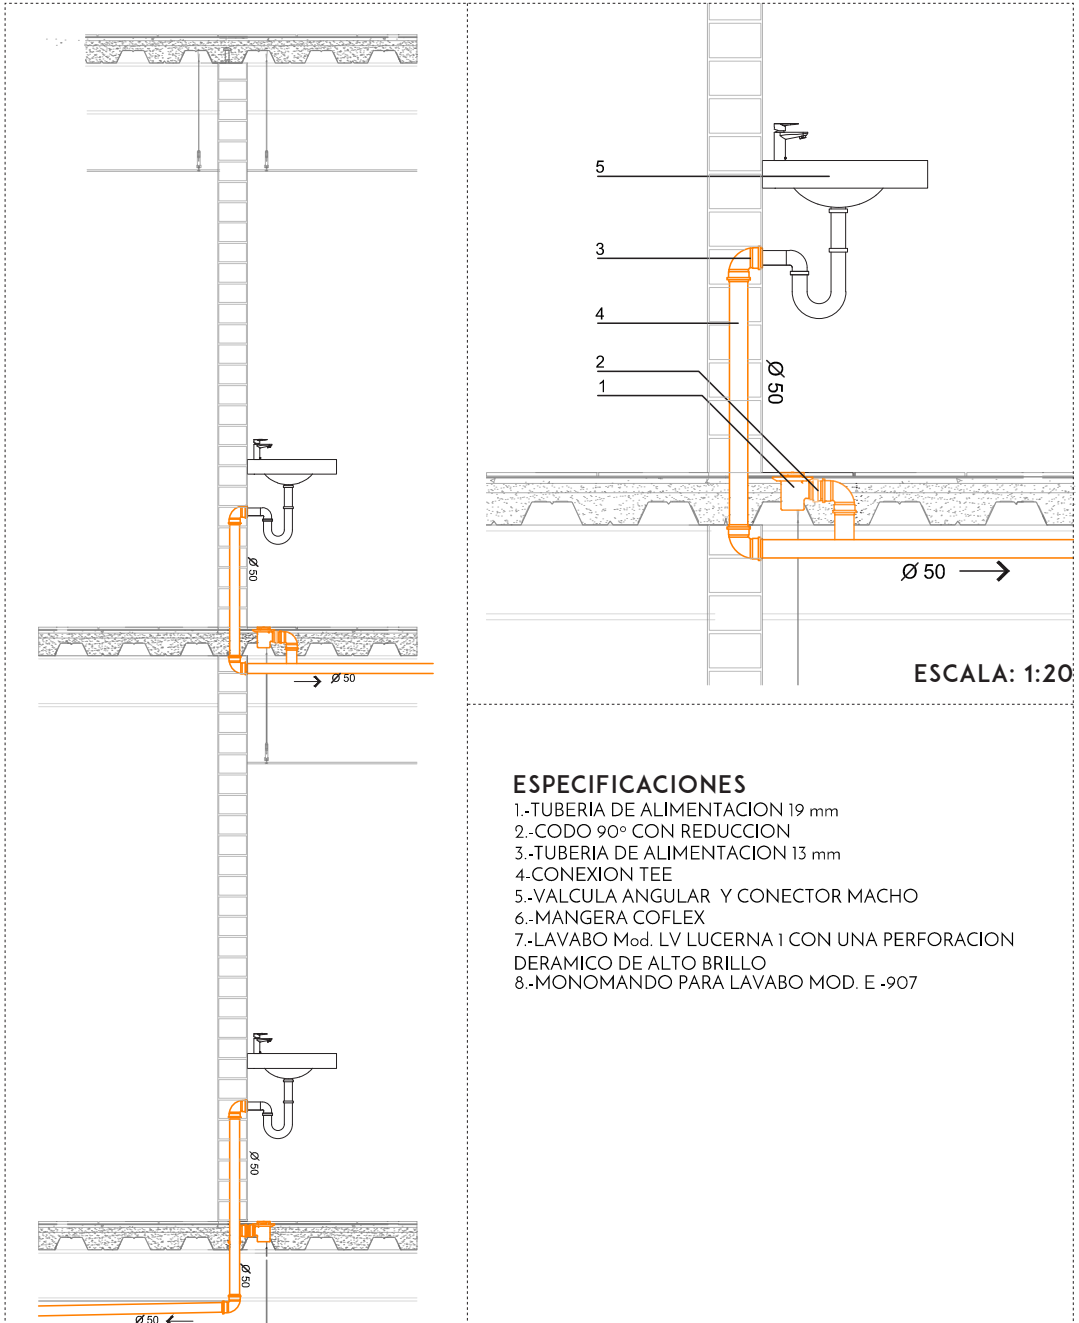 Ø 50
Ø 50
Ø 50
Ø 50
Ø 50
5
3
4
2
1
Ø 50
Ø 50
ESCALA: 1:20
ESPECIFICACIONES
1.-TUBERIA DE ALIMENTACION 19 mm
2.-CODO 90º CON REDUCCION
3.-TUBERIA DE ALIMENTACION 13 mm
4-CONEXION TEE
5.-VALCULA ANGULAR Y CONECTOR MACHO
6.-MANGERA COFLEX
7.-LAVABO Mod. LV LUCERNA 1 CON UNA PERFORACION
DERAMICO DE ALTO BRILLO
8.-MONOMANDO PARA LAVABO MOD. E -907